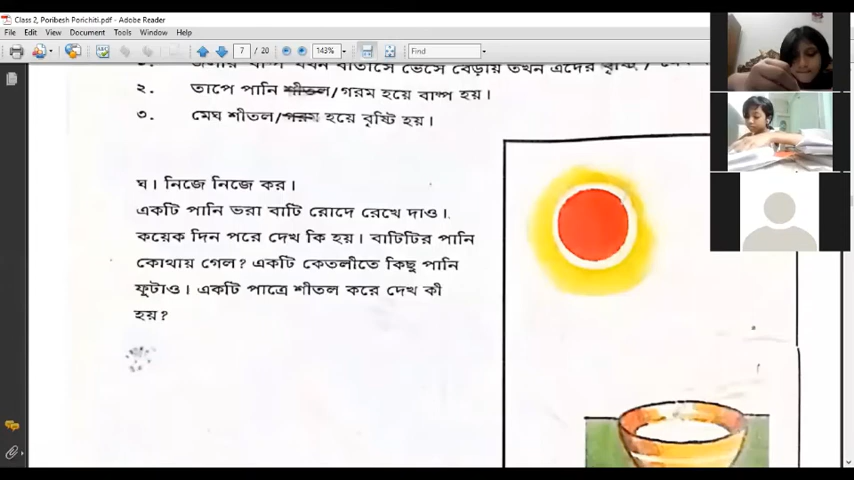 Class 2, Poribesh Porichiti.pdf - Adobe Reader
File Edit View Document Tools Window Help
7 / 20 143% Find
তখন এদের
২. তাপে পানি শীতল/গরম হয়ে বাষ্প হয়।
৩. মেঘ শীতল/গরম হয়ে বৃষ্টি হয়।
ঘ। নিজে নিজে কর।
একটি পানি ভরা বাটি রোদে রেখে দাও।
কয়েক দিন পরে দেখ কি হয়। বাটিটির পানি
কোথায় গেল? একটি কেতলীতে কিছু পানি
ফুটাও। একটি পাত্রে শীতল করে দেখ কী
হয়?